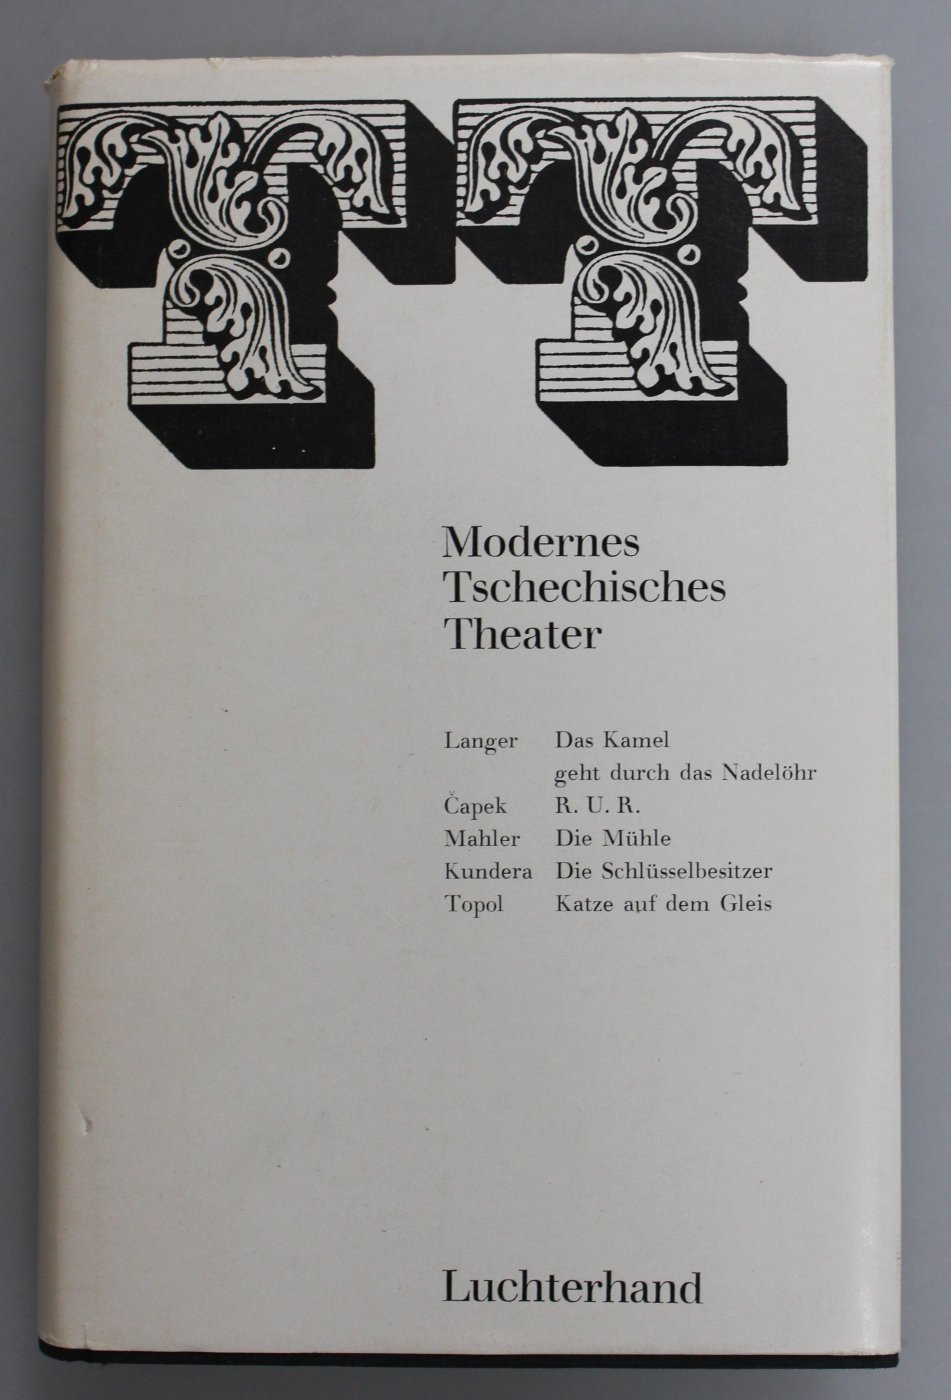 TT
Modernes
Tschechisches
Theater
Langer Das Kamel
geht durch das Nadelöhr
Čapek R. U. R.
Mahler Die Mühle
Kundera Die Schlüsselbesitzer
Topol Katze auf dem Gleis
Luchterhand